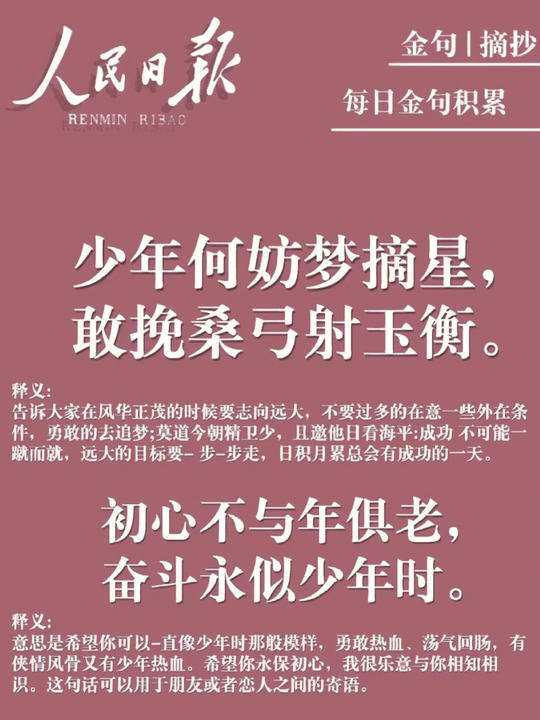 人民日报
RENMIN RIBAO
金句|摘抄
每日金句积累
少年何妨梦摘星，
敢挽桑弓射玉衡。
释义：
告诉大家在风华正茂的时候要志向远大，不要过多的在意一些外在条
件，勇敢的去追梦;莫道今朝精卫少，且邀他日看海平:成功 不可能一
蹴而就，远大的目标要- 步-步走，日积月累总会有成功的一天。
初心不与年俱老，
奋斗永似少年时。
释义：
意思是希望你可以-直像少年时那般模样，勇敢热血、荡气回肠，有
侠情风骨又有少年热血。希望你永保初心，我很乐意与你相知相
识。这句话可以用于朋友或者恋人之间的寄语。